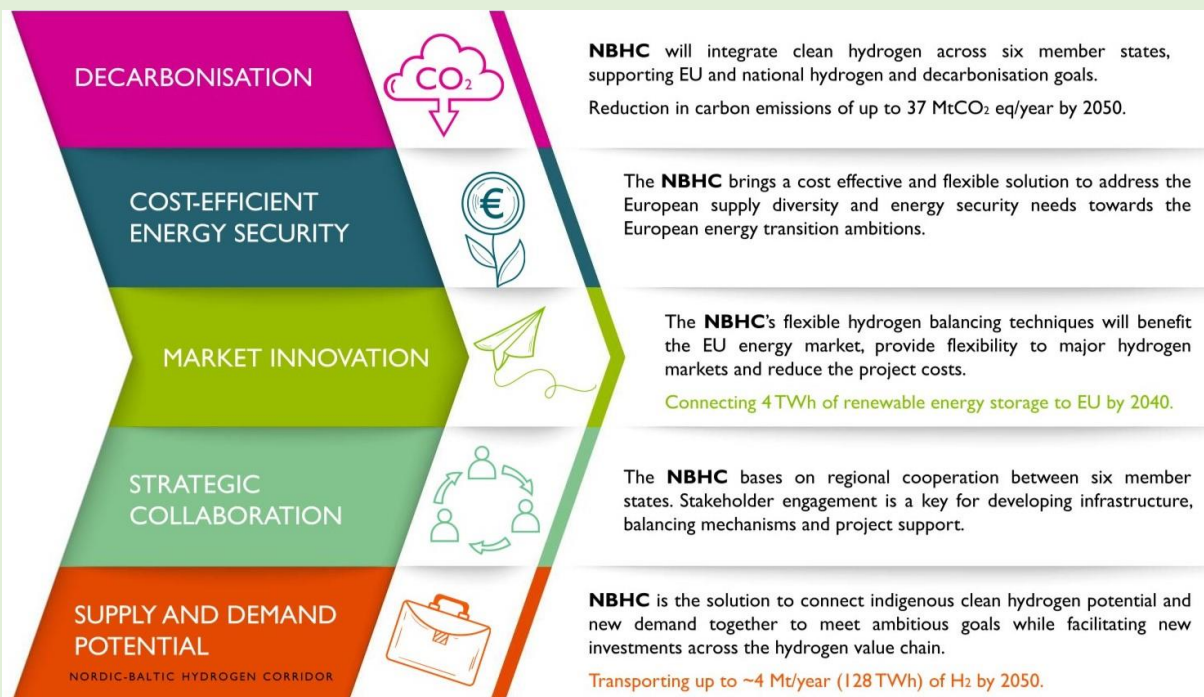 DECARBONISATION
CO₂
NBHC will integrate clean hydrogen across six member states,
supporting EU and national hydrogen and decarbonisation goals.
Reduction in carbon emissions of up to 37 MtCO₂ eq/year by 2050.
COST-EFFICIENT
ENERGY SECURITY
€
The NBHC brings a cost effective and flexible solution to address the
European supply diversity and energy security needs towards the
European energy transition ambitions.
MARKET INNOVATION
The NBHC's flexible hydrogen balancing techniques will benefit
the EU energy market, provide flexibility to major hydrogen
markets and reduce the project costs.
Connecting 4 TWh of renewable energy storage to EU by 2040.
STRATEGIC
COLLABORATION
The NBHC bases on regional cooperation between six member
states. Stakeholder engagement is a key for developing infrastructure,
balancing mechanisms and project support.
SUPPLY AND DEMAND
POTENTIAL
NORDIC-BALTIC HYDROGEN CORRIDOR
NBHC is the solution to connect indigenous clean hydrogen potential and
new demand together to meet ambitious goals while facilitating new
investments across the hydrogen value chain.
Transporting up to ~4 Mt/year (128 TWh) of H₂ by 2050.